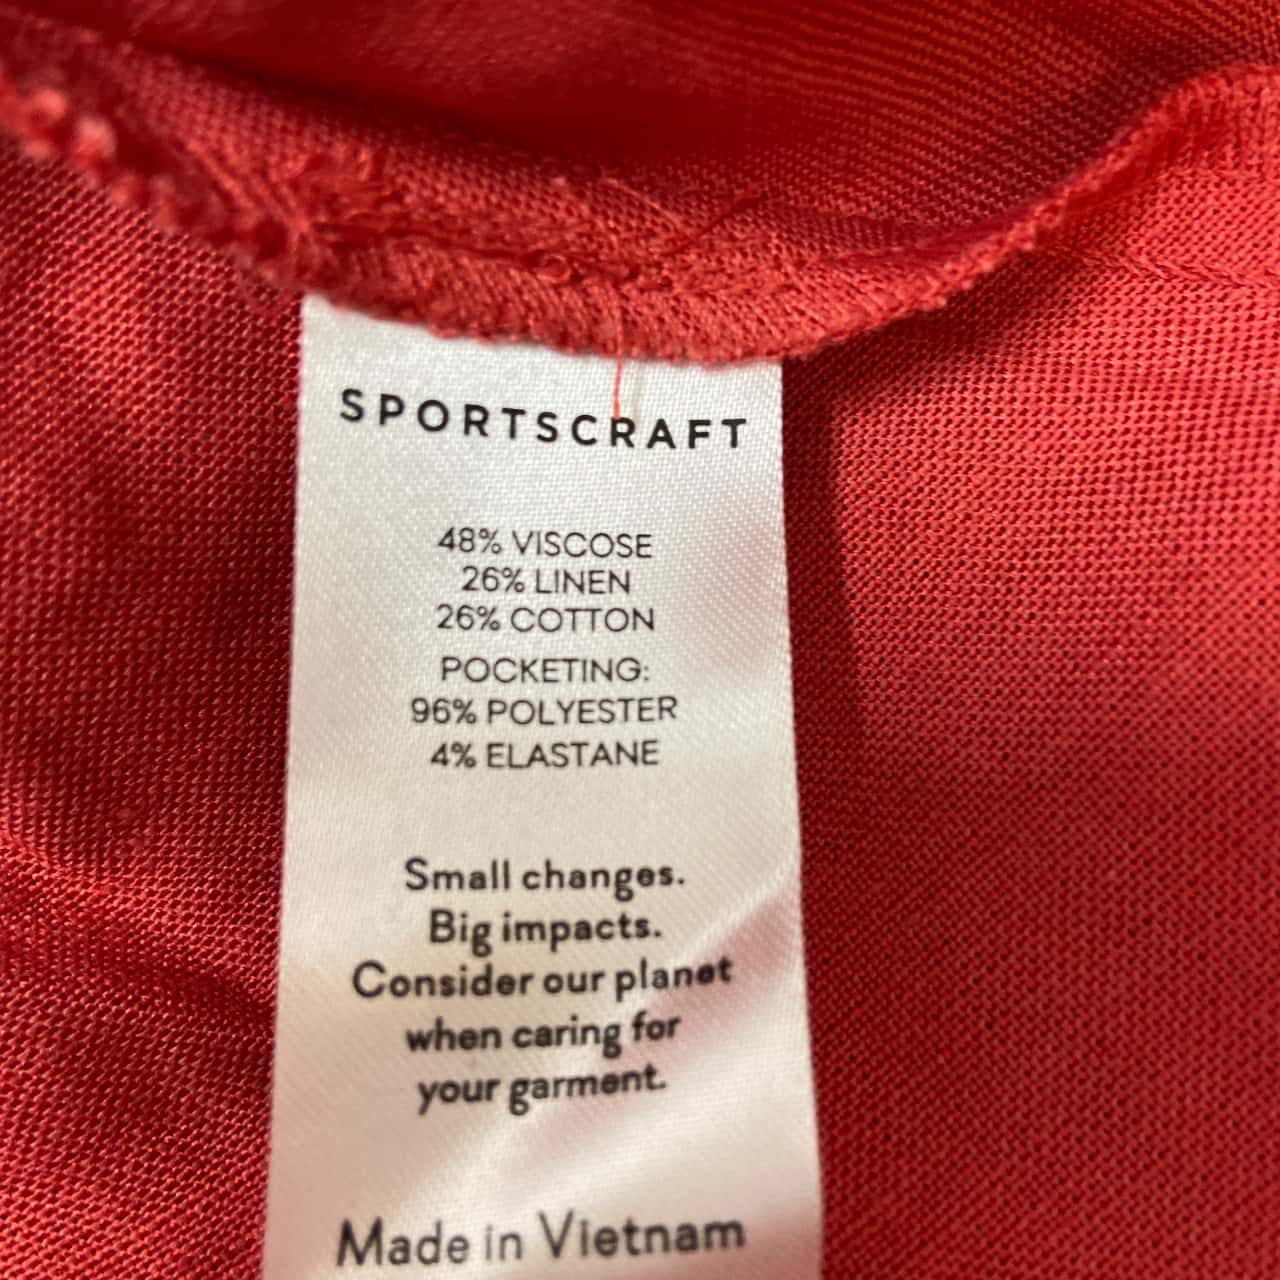 SPORTSCRAFT
48% VISCOSE
26% LINEN
26% COTTON
POCKETING:
96% POLYESTER
4% ELASTANE
Small changes.
Big impacts.
Consider our planet
when caring for
your garment.
Made in Vietnam